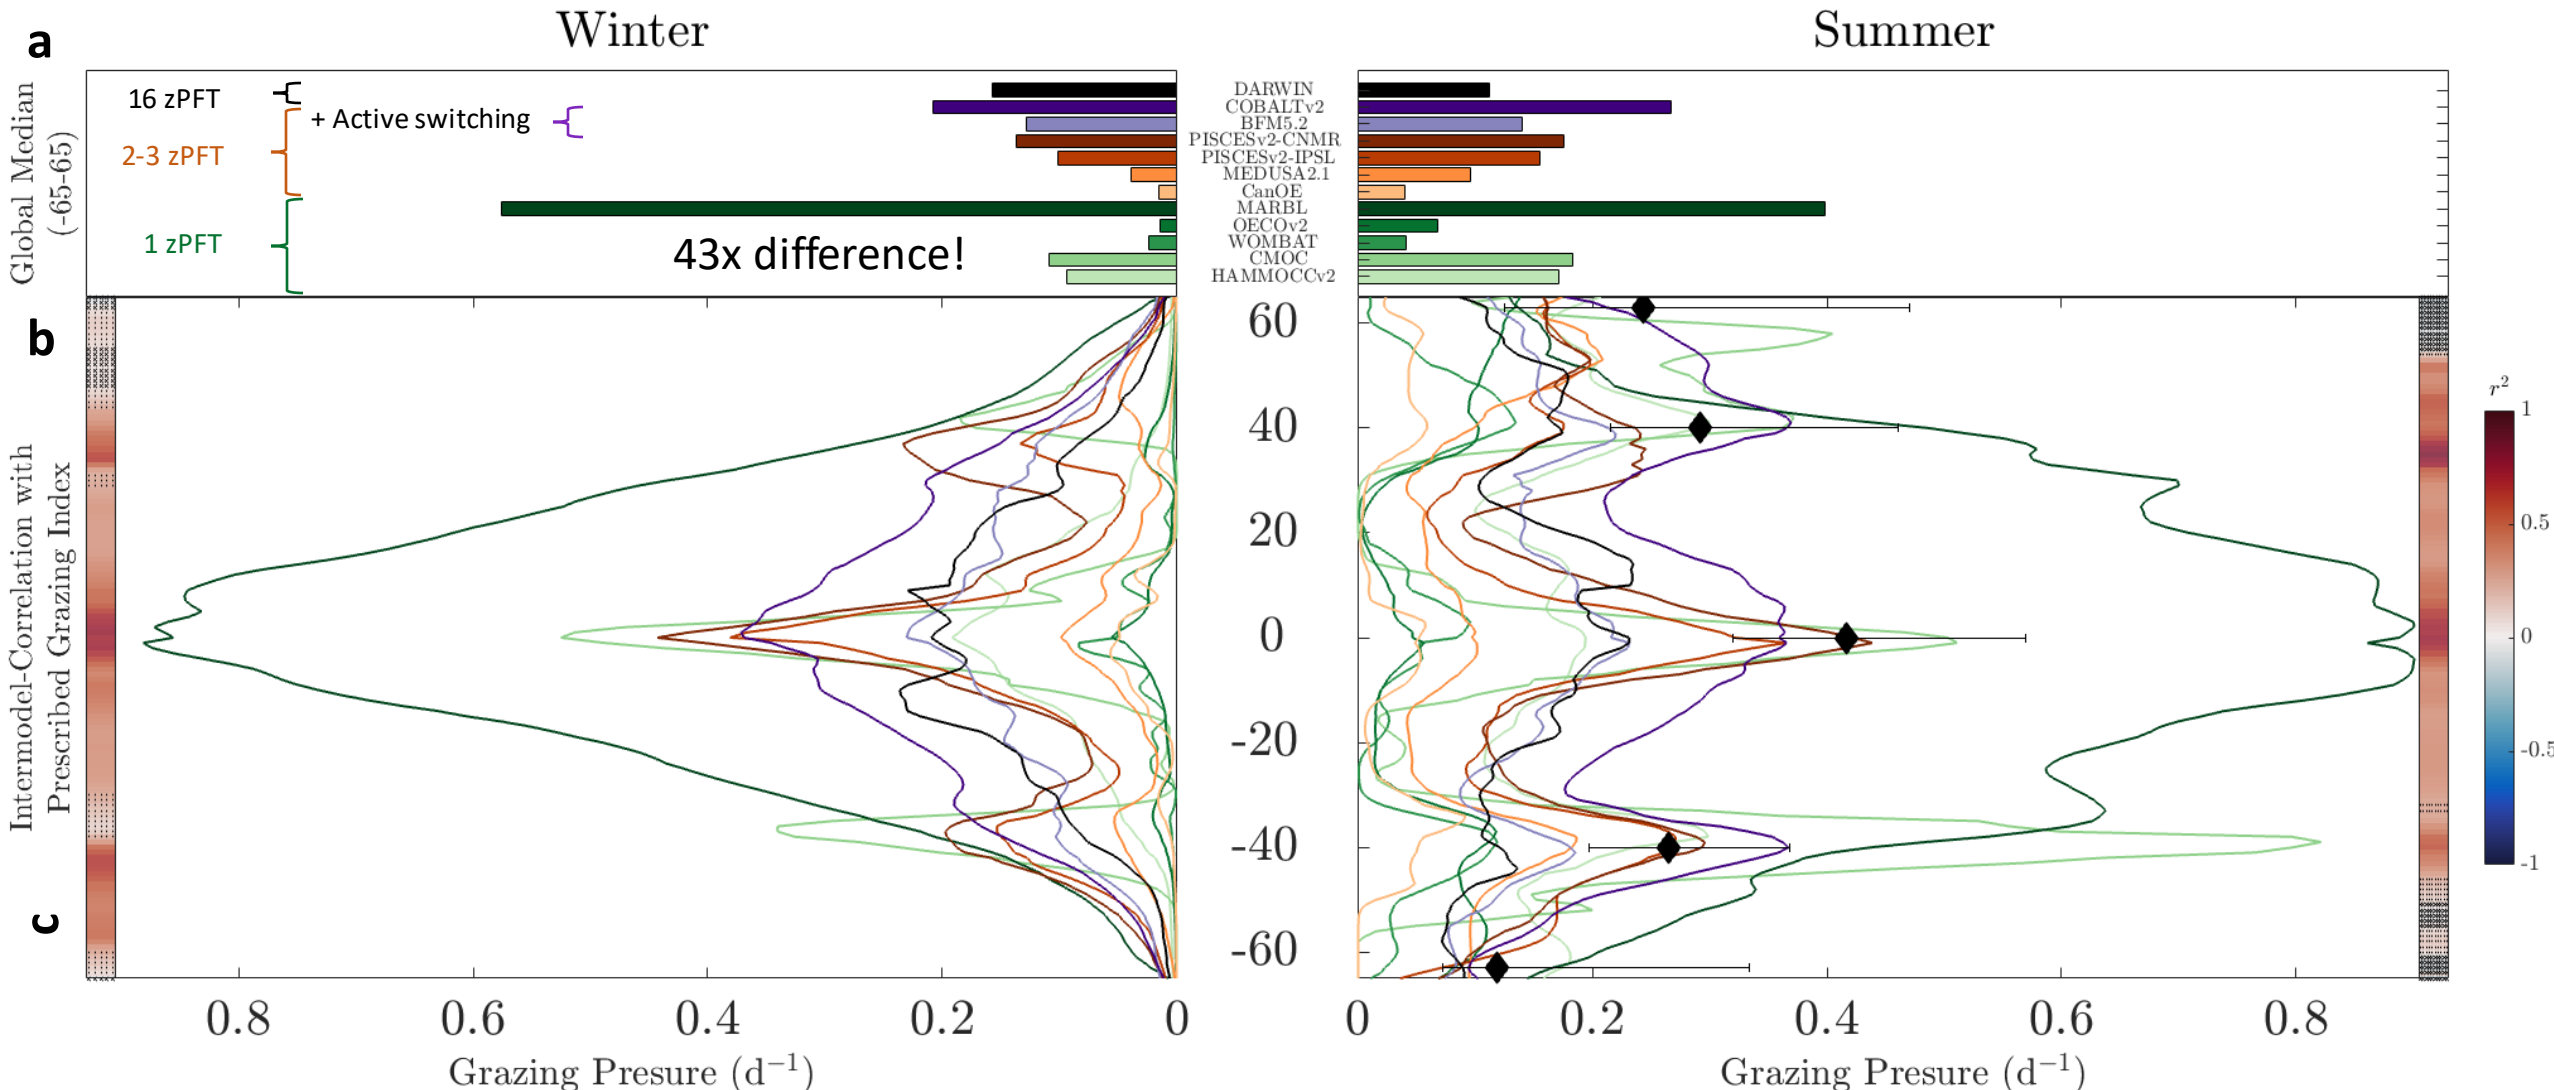 Winter
Summer
a
Global Median
(-65-65)
16 zPFT
+ Active switching
2-3 zPFT
1 zPFT
43x difference!
DARWIN
COBALTv2
BFM5.2
PISCESv2-CNMR
PISCESv2-IPSL
MEDUSA2.1
CanOE
MARBL
OECOv2
WOMBAT
CMOC
HAMMOCCv2
b
c
Intermodel-Correlation with
Prescribed Grazing Index
60
40
20
0
-20
-40
-60
r²
1
0.5
0
-0.5
-1
0.8
0.6
0.4
0.2
0
0
0.2
0.4
0.6
0.8
Grazing Presure (d⁻¹)
Grazing Presure (d⁻¹)